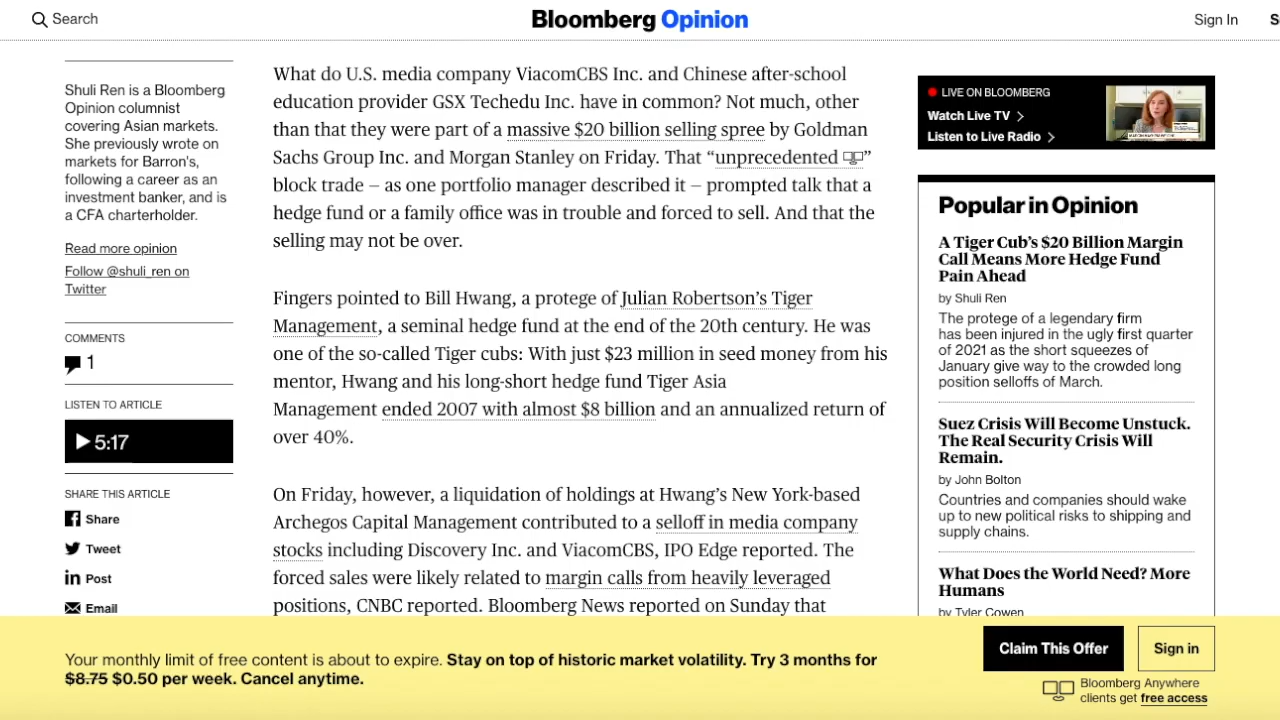 Search
Bloomberg Opinion
Sign In
S
Shuli Ren is a Bloomberg
Opinion columnist
covering Asian markets.
She previously wrote on
markets for Barron's,
following a career as an
investment banker, and is
a CFA charterholder.
Read more opinion
Follow @shuli_ren on
Twitter
COMMENTS
1
LISTEN TO ARTICLE
5:17
SHARE THIS ARTICLE
Share
Tweet
Post
Email
What do U.S. media company ViacomCBS Inc. and Chinese after-school
education provider GSX Techedu Inc. have in common? Not much, other
than that they were part of a massive $20 billion selling spree by Goldman
Sachs Group Inc. and Morgan Stanley on Friday. That “unprecedented ”
block trade — as one portfolio manager described it — prompted talk that a
hedge fund or a family office was in trouble and forced to sell. And that the
selling may not be over.
Fingers pointed to Bill Hwang, a protege of Julian Robertson’s Tiger
Management, a seminal hedge fund at the end of the 20th century. He was
one of the so-called Tiger cubs: With just $23 million in seed money from his
mentor, Hwang and his long-short hedge fund Tiger Asia
Management ended 2007 with almost $8 billion and an annualized return of
over 40%.
On Friday, however, a liquidation of holdings at Hwang’s New York-based
Archegos Capital Management contributed to a selloff in media company
stocks including Discovery Inc. and ViacomCBS, IPO Edge reported. The
forced sales were likely related to margin calls from heavily leveraged
positions, CNBC reported. Bloomberg News reported on Sunday that
LIVE ON BLOOMBERG
Watch Live TV
Listen to Live Radio
Popular in Opinion
A Tiger Cub’s $20 Billion Margin
Call Means More Hedge Fund
Pain Ahead
by Shuli Ren
The protege of a legendary firm
has been injured in the ugly first quarter
of 2021 as the short squeezes of
January give way to the crowded long
position selloffs of March.
Suez Crisis Will Become Unstuck.
The Real Security Crisis Will
Remain.
by John Bolton
Countries and companies should wake
up to new political risks to shipping and
supply chains.
What Does the World Need? More
Humans
by Tyler Cowen
Your monthly limit of free content is about to expire. Stay on top of historic market volatility. Try 3 months for
$8.75 $0.50 per week. Cancel anytime.
Claim This Offer
Sign in
Bloomberg Anywhere
clients get free access